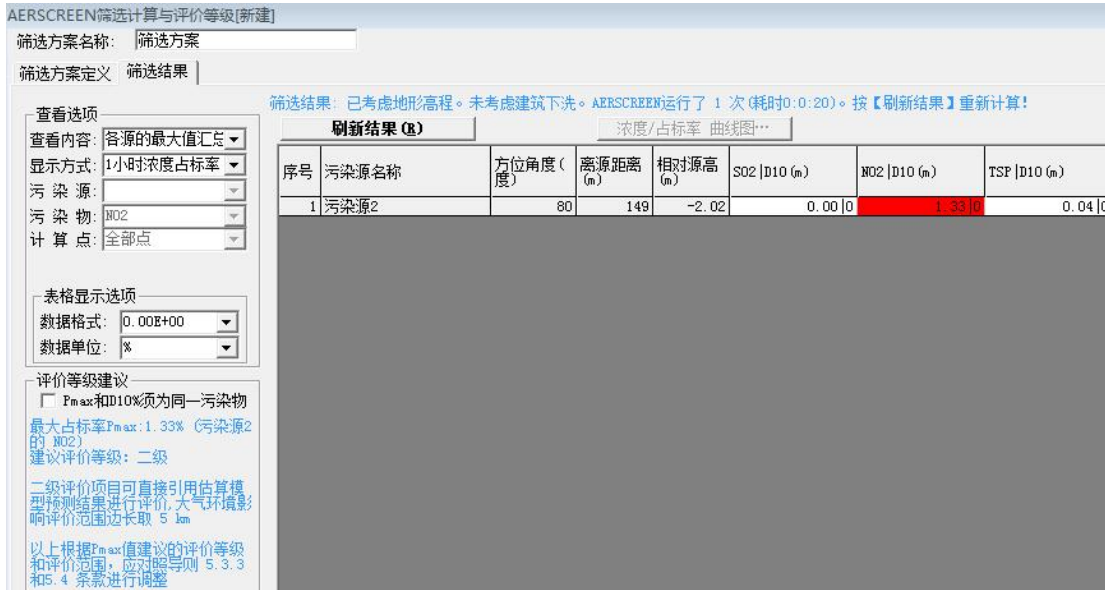 AERSCREEN筛选计算与评价等级[新建]
筛选方案名称: 筛选方案
筛选方案定义 筛选结果
筛选结果: 已考虑地形高程。未考虑建筑下洗。AERSCREEN运行了 1 次(耗时0:0:20)。按【刷新结果】重新计算!
查看选项
刷新结果(R) 浓度/占标率 曲线图…
查看内容: 各源的最大值汇总
显示方式: 1小时浓度占标率
污 染 源:
污 染 物: NO2
计 算 点: 全部点
序号 污染源名称 方位角度(度) 离源距离(m) 相对源高(m) SO2|D10(m) NO2|D10(m) TSP|D10(m)
1 污染源2 80 149 -2.02 0.00|0 1.33|0 0.04|0
表格显示选项
数据格式: 0.00E+00
数据单位: %
评价等级建议
Pmax和D10%须为同一污染物
最大占标率Pmax:1.33% (污染源2
的 NO2)
建议评价等级: 二级
二级评价项目可直接引用估算模
型预测结果进行评价,大气环境影
响评价范围边长取 5 km
以上根据Pmax值建议的评价等级
和评价范围, 应对照导则 5.3.3
和5.4 条款进行调整